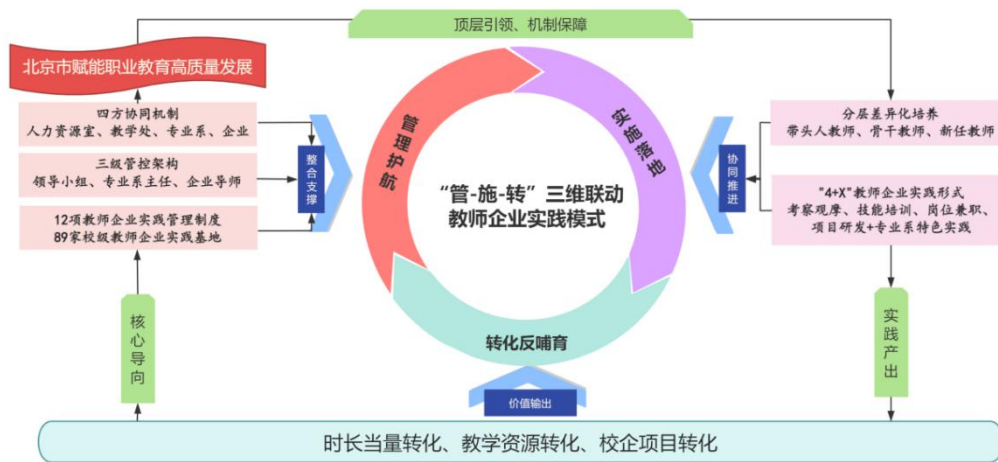 顶层引领、机制保障
北京市赋能职业教育高质量发展
四方协同机制
人力资源室、教学处、专业系、企业
三级管控架构
领导小组、专业系主任、企业导师
12项教师企业实践管理制度
89家校级教师企业实践基地
整合支撑
管理护航
实施落地
“管-施-转”三维联动
教师企业实践模式
转化反哺育
协同推进
分层差异化培养
带头人教师、骨干教师、新任教师
"4+X"教师企业实践形式
考察观摩、技能培训、岗位兼职、
项目研发+专业系特色实践
核心导向
实践产出
价值输出
时长当量转化、教学资源转化、校企项目转化